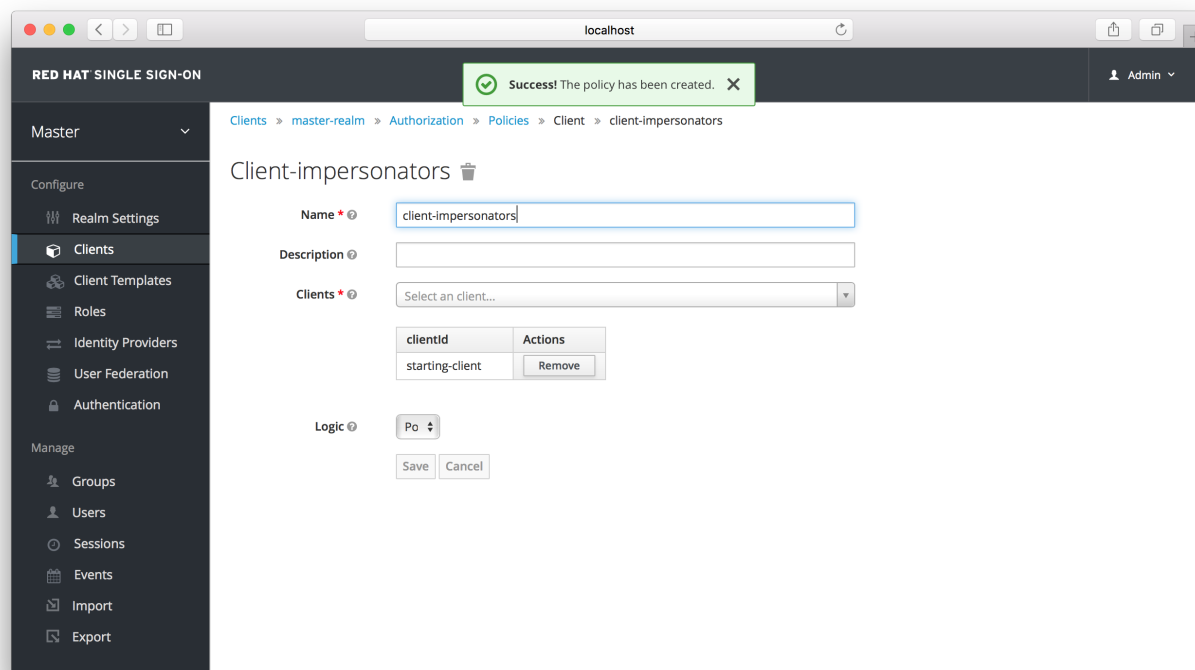 localhost
RED HAT SINGLE SIGN-ON
Success! The policy has been created.
Admin
Master
Clients » master-realm » Authorization » Policies » Client » client-impersonators
Client-impersonators
Configure
Realm Settings
Clients
Client Templates
Roles
Identity Providers
User Federation
Authentication
Manage
Groups
Users
Sessions
Events
Import
Export
Name *
client-impersonators
Description
Clients *
Select an client...
clientId Actions
starting-client Remove
Logic
Po
Save Cancel